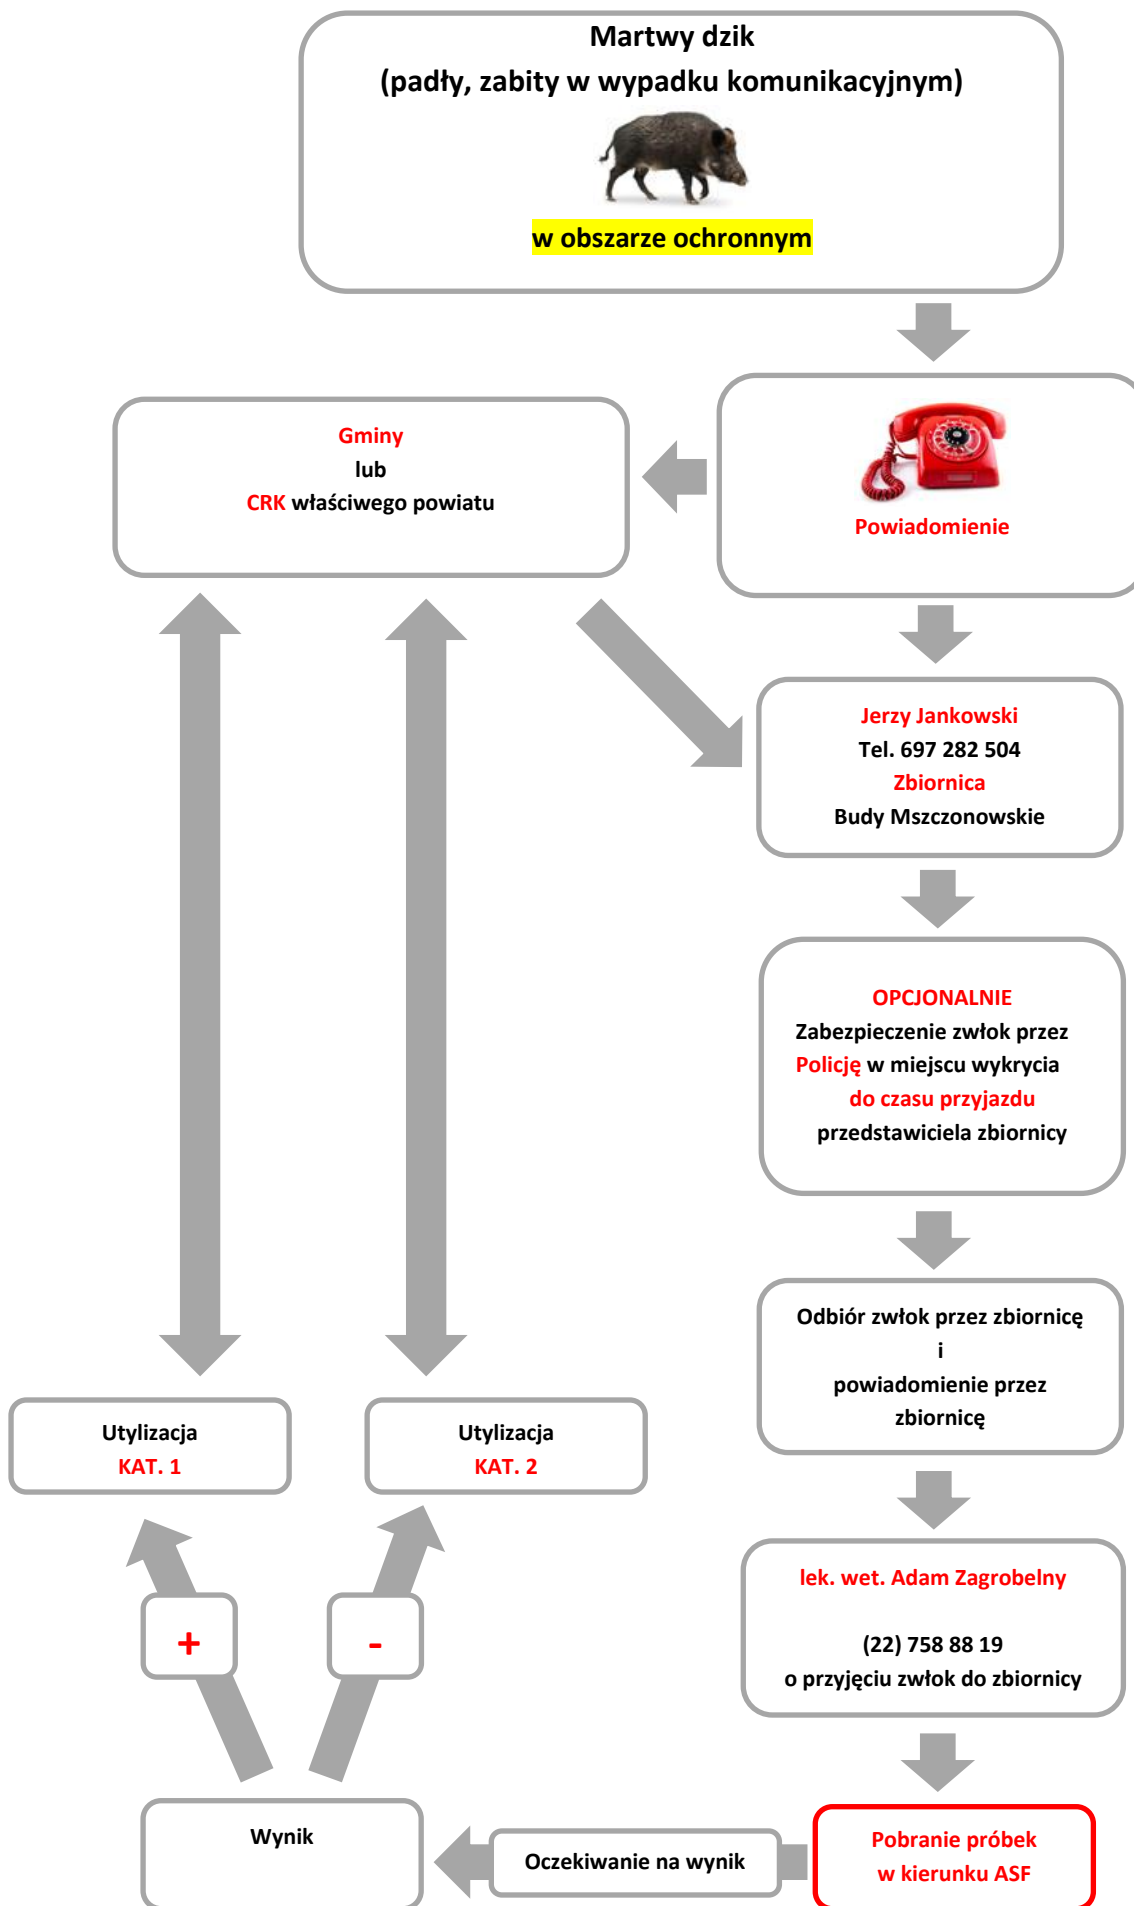 Martwy dzik
(padły, zabity w wypadku komunikacyjnym)
w obszarze ochronnym
Powiadomienie
Gminy
lub
CRK właściwego powiatu
Jerzy Jankowski
Tel. 697 282 504
Zbiornica
Budy Mszczonowskie
OPCJONALNIE
Zabezpieczenie zwłok przez
Policję w miejscu wykrycia
do czasu przyjazdu
przedstawiciela zbiornicy
Odbiór zwłok przez zbiornicę
i
powiadomienie przez
zbiornicę
lek. wet. Adam Zagrobelny
(22) 758 88 19
o przyjęciu zwłok do zbiornicy
Pobranie próbek
w kierunku ASF
Oczekiwanie na wynik
Wynik
+
-
Utylizacja
KAT. 1
Utylizacja
KAT. 2